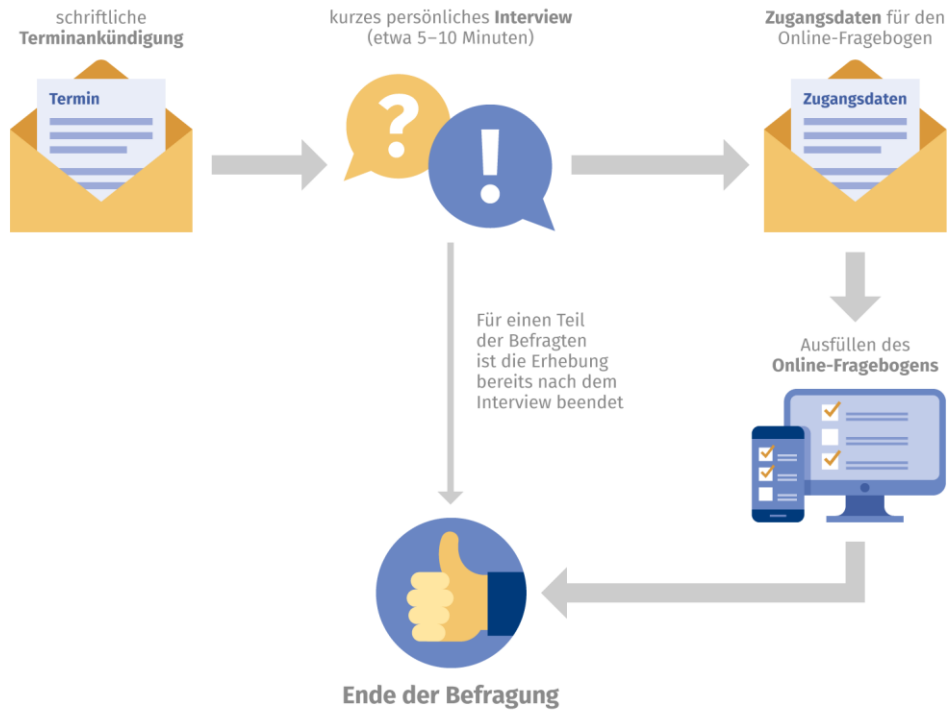 schriftliche
Terminankündigung
Termin
kurzes persönliches Interview
(etwa 5–10 Minuten)
Zugangsdaten für den
Online-Fragebogen
Zugangsdaten
Für einen Teil
der Befragten
ist die Erhebung
bereits nach dem
Interview beendet
Ausfüllen des
Online-Fragebogens
Ende der Befragung